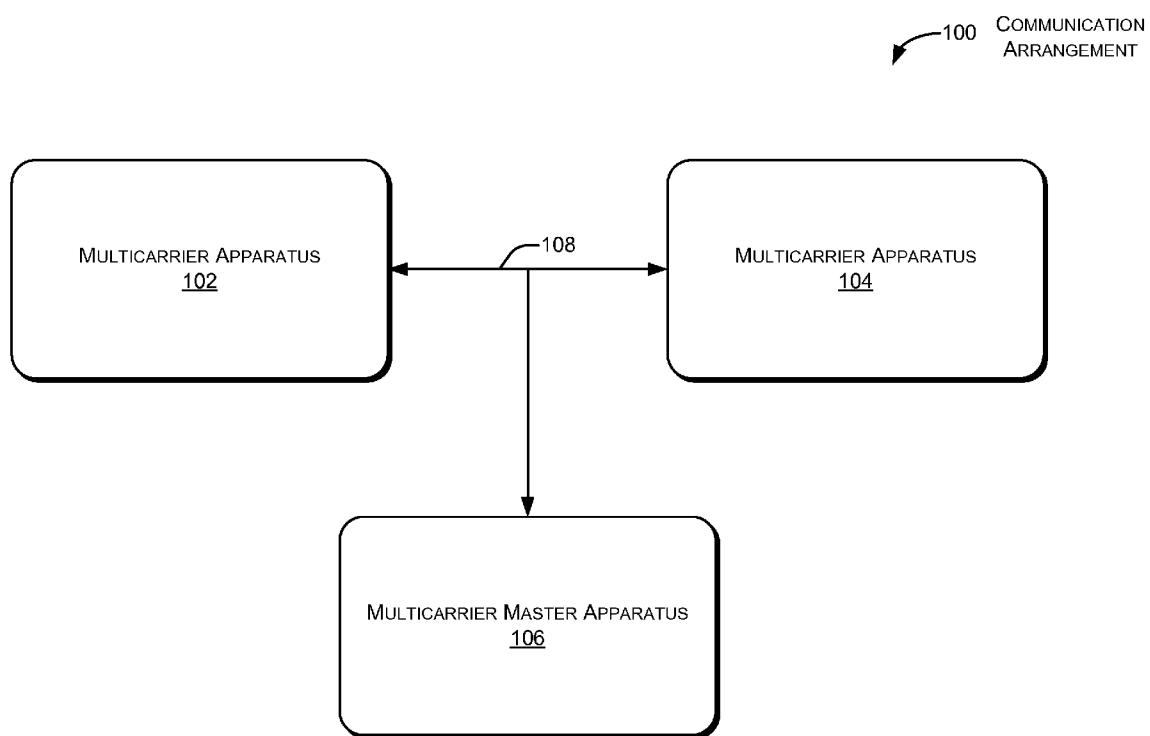 100 COMMUNICATION
ARRANGEMENT
108
MULTICARRIER APPARATUS
102
MULTICARRIER APPARATUS
104
MULTICARRIER MASTER APPARATUS
106